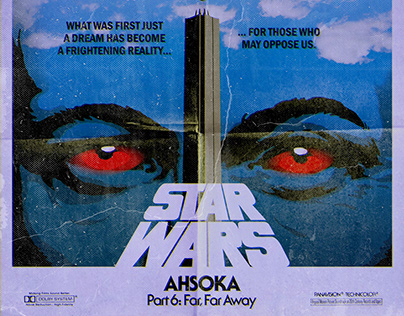 WHAT WAS FIRST JUST
A DREAM HAS BECOME
A FRIGHTENING REALITY...
... FOR THOSE WHO
MAY OPPOSE US.
STAR
WARS
AHSOKA
Part 6: Far, Far Away
DOLBY SYSTEM
PANAVISION® TECHNICOLOR®